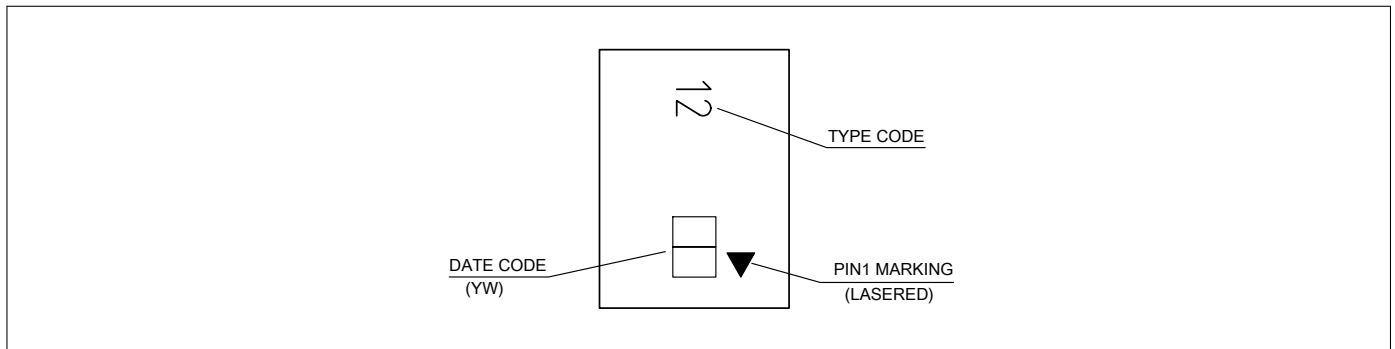 12
TYPE CODE
DATE CODE
(YW)
PIN1 MARKING
(LASERED)